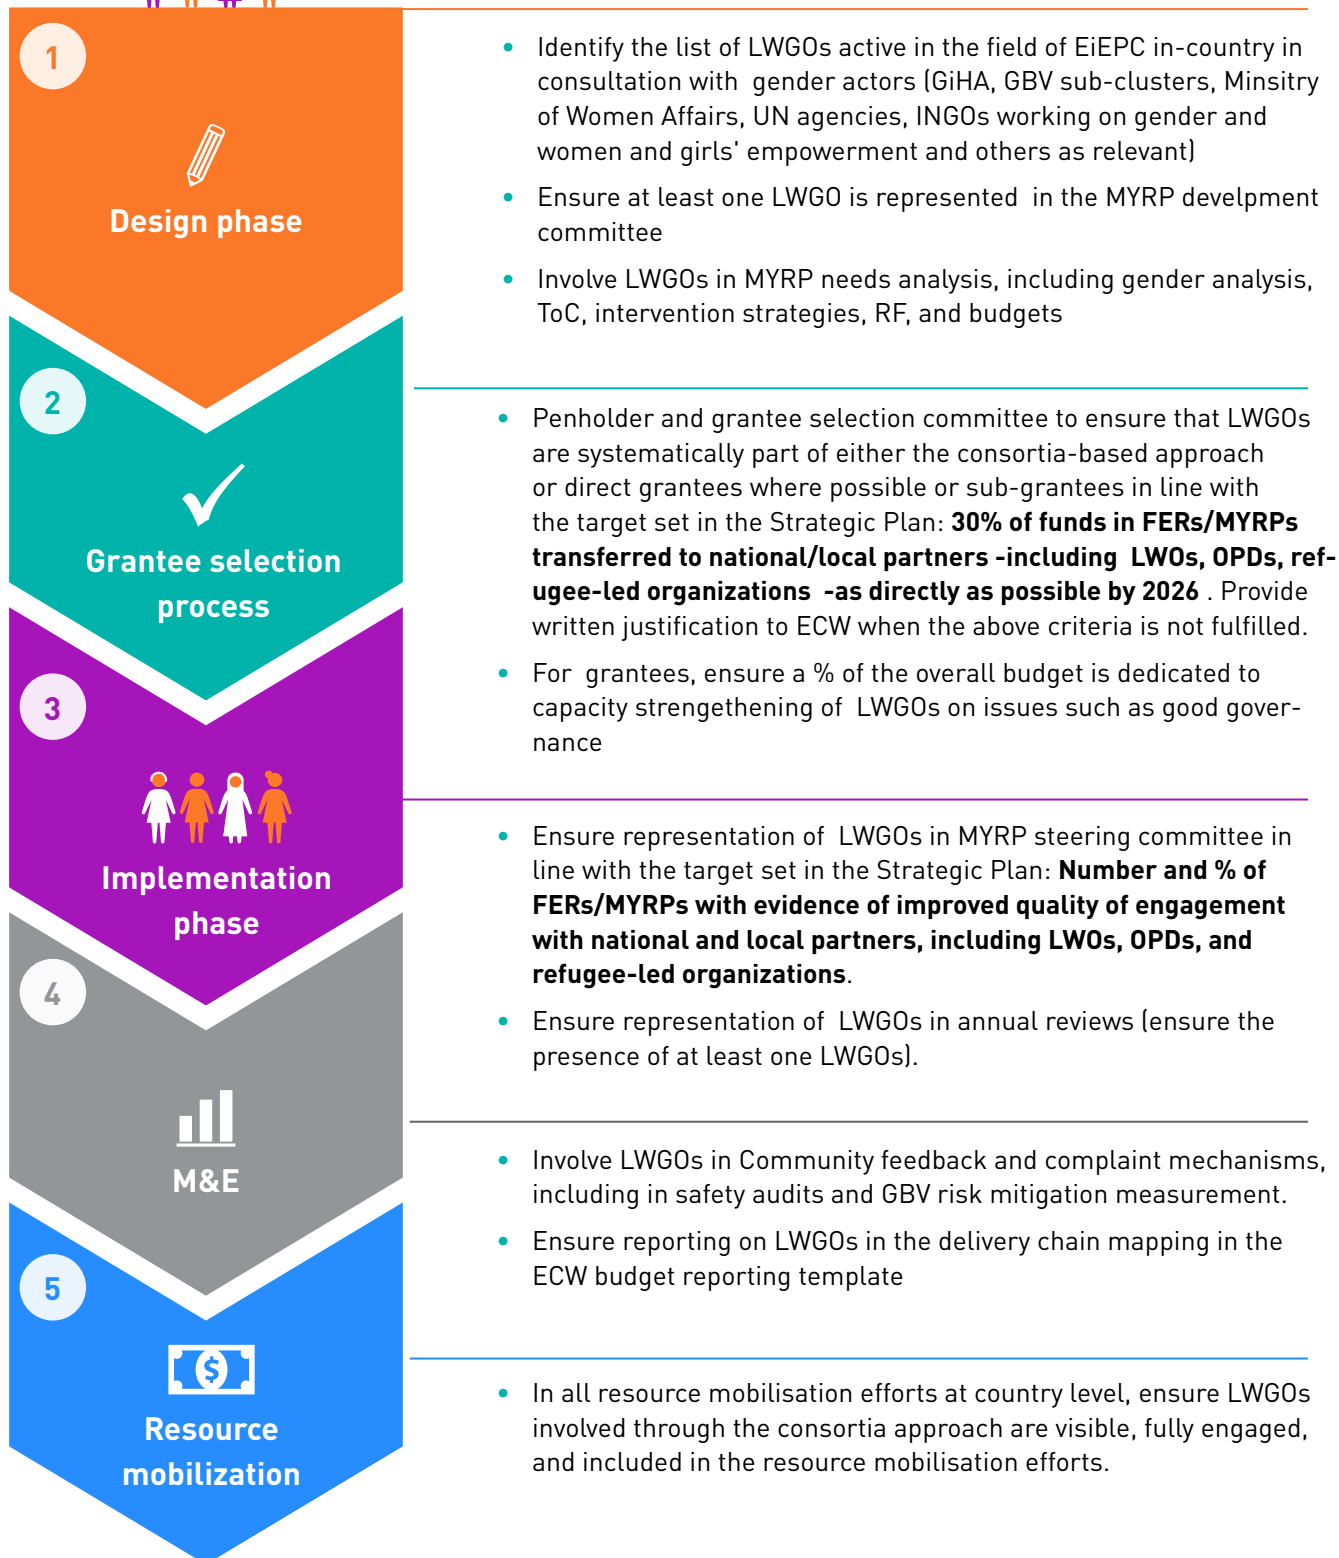 1
Design phase
• Identify the list of LWGOs active in the field of EiEPC in-country in
consultation with gender actors (GiHA, GBV sub-clusters, Minsitry
of Women Affairs, UN agencies, INGOs working on gender and
women and girls' empowerment and others as relevant)
• Ensure at least one LWGO is represented in the MYRP develpment
committee
• Involve LWGOs in MYRP needs analysis, including gender analysis,
ToC, intervention strategies, RF, and budgets
2
Grantee selection
process
• Penholder and grantee selection committee to ensure that LWGOs
are systematically part of either the consortia-based approach
or direct grantees where possible or sub-grantees in line with
the target set in the Strategic Plan: 30% of funds in FERs/MYRPs
transferred to national/local partners -including LWOs, OPDs, ref-
ugee-led organizations -as directly as possible by 2026 . Provide
written justification to ECW when the above criteria is not fulfilled.
• For grantees, ensure a % of the overall budget is dedicated to
capacity strengethening of LWGOs on issues such as good gover-
nance
3
Implementation
phase
• Ensure representation of LWGOs in MYRP steering committee in
line with the target set in the Strategic Plan: Number and % of
FERs/MYRPs with evidence of improved quality of engagement
with national and local partners, including LWOs, OPDs, and
refugee-led organizations.
• Ensure representation of LWGOs in annual reviews (ensure the
presence of at least one LWGOs).
4
M&E
• Involve LWGOs in Community feedback and complaint mechanisms,
including in safety audits and GBV risk mitigation measurement.
• Ensure reporting on LWGOs in the delivery chain mapping in the
ECW budget reporting template
5
$
Resource
mobilization
• In all resource mobilisation efforts at country level, ensure LWGOs
involved through the consortia approach are visible, fully engaged,
and included in the resource mobilisation efforts.